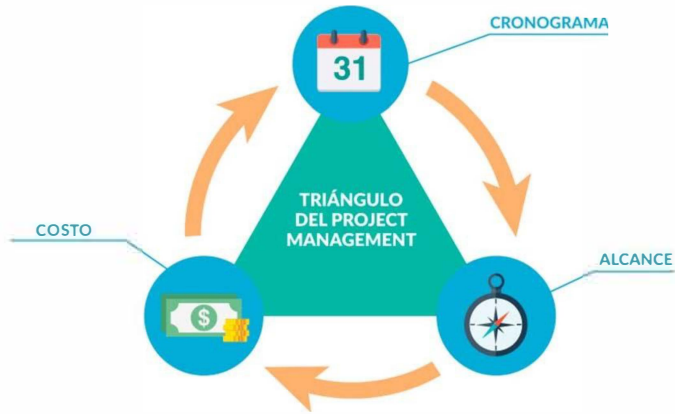 CRONOGRAMA
31
TRIÁNGULO
DEL PROJECT
MANAGEMENT
COSTO
ALCANCE
$